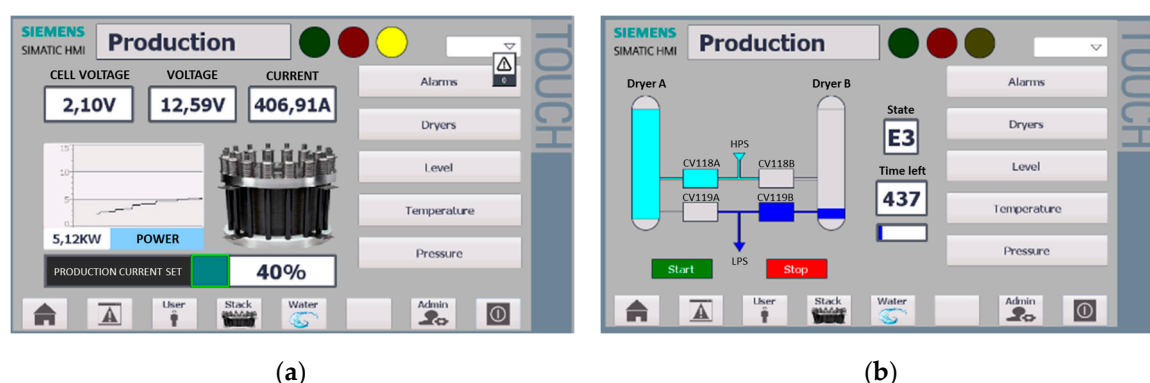 SIEMENS
SIMATIC HMI
Production
TOUCH
CELL VOLTAGE
VOLTAGE
CURRENT
2,10V
12,59V
406,91A
0
Alarms
Dryers
Level
Temperature
Pressure
15
10
5
0
5,12KW
POWER
PRODUCTION CURRENT SET
40%
User
Stack
Water
Admin
(a)
SIEMENS
SIMATIC HMI
Production
TOUCH
Dryer A
Dryer B
HPS
CV118A
CV118B
CV119A
CV119B
LPS
State
E3
Time left
437
Start
Stop
Alarms
Dryers
Level
Temperature
Pressure
User
Stack
Water
Admin
(b)